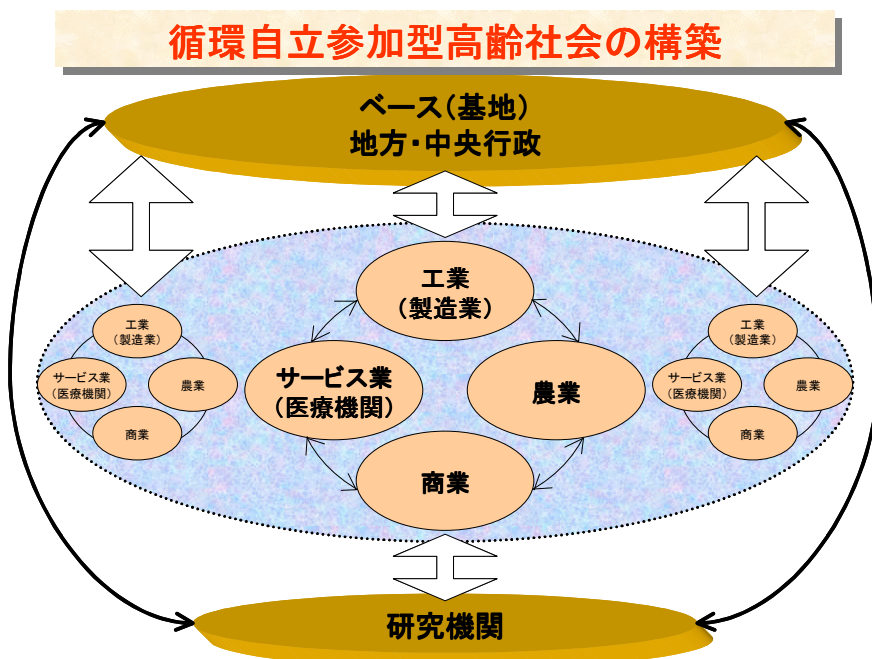 循環自立参加型高齢社会の構築
ベース(基地)
地方・中央行政
工業
(製造業)
サービス業
(医療機関)
農業
商業
工業
(製造業)
サービス業
(医療機関)
農業
商業
工業
(製造業)
サービス業
(医療機関)
農業
商業
研究機関